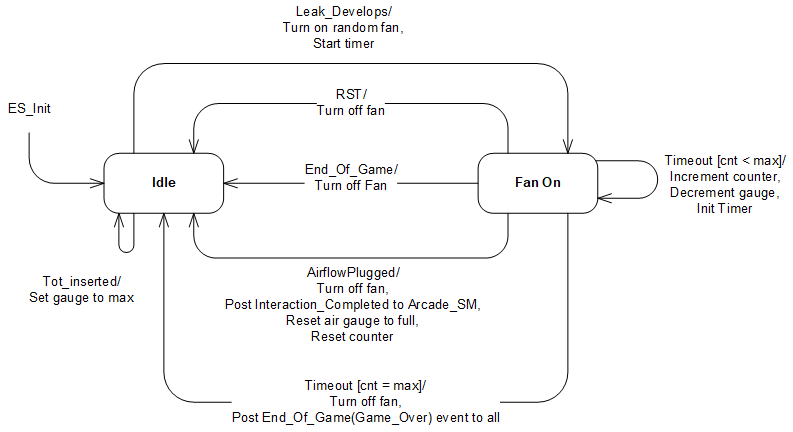 Leak_Develops/
Turn on random fan,
Start timer
RST/
Turn off fan
ES_Init
End_Of_Game/
Turn off Fan
Idle
Fan On
Timeout [cnt < max]/
Increment counter,
Decrement gauge,
Init Timer
Tot_inserted/
Set gauge to max
AirflowPlugged/
Turn off fan,
Post Interaction_Completed to Arcade_SM,
Reset air gauge to full,
Reset counter
Timeout [cnt = max]/
Turn off fan,
Post End_Of_Game(Game_Over) event to all